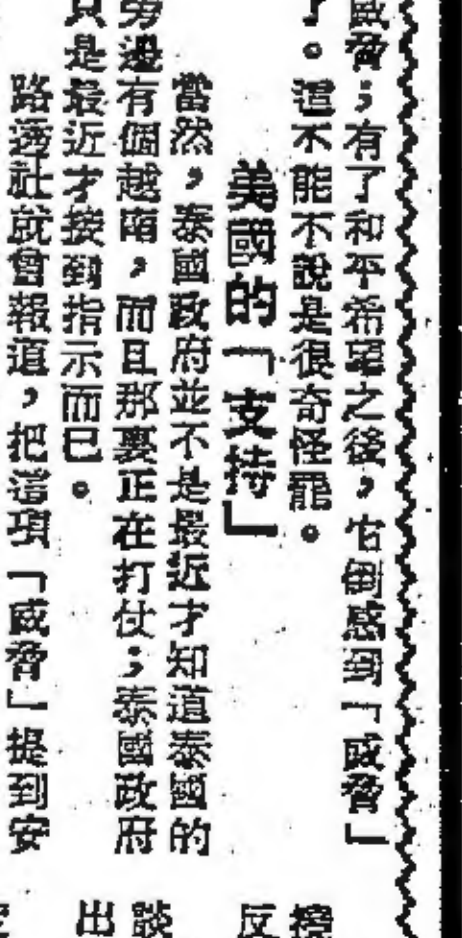 威脅；有了和平希望之後，它倒感到「威脅」
了。這不能不說是很奇怪罷。
美國的「支持」
當然，泰國政府並不是最近才知道泰國的
旁邊有個越南，而且那裏正在打仗；泰國政府
只是最近才接到指示而已。
路透社就曾報道，把這項「威脅」提到安
擋
反
談
出